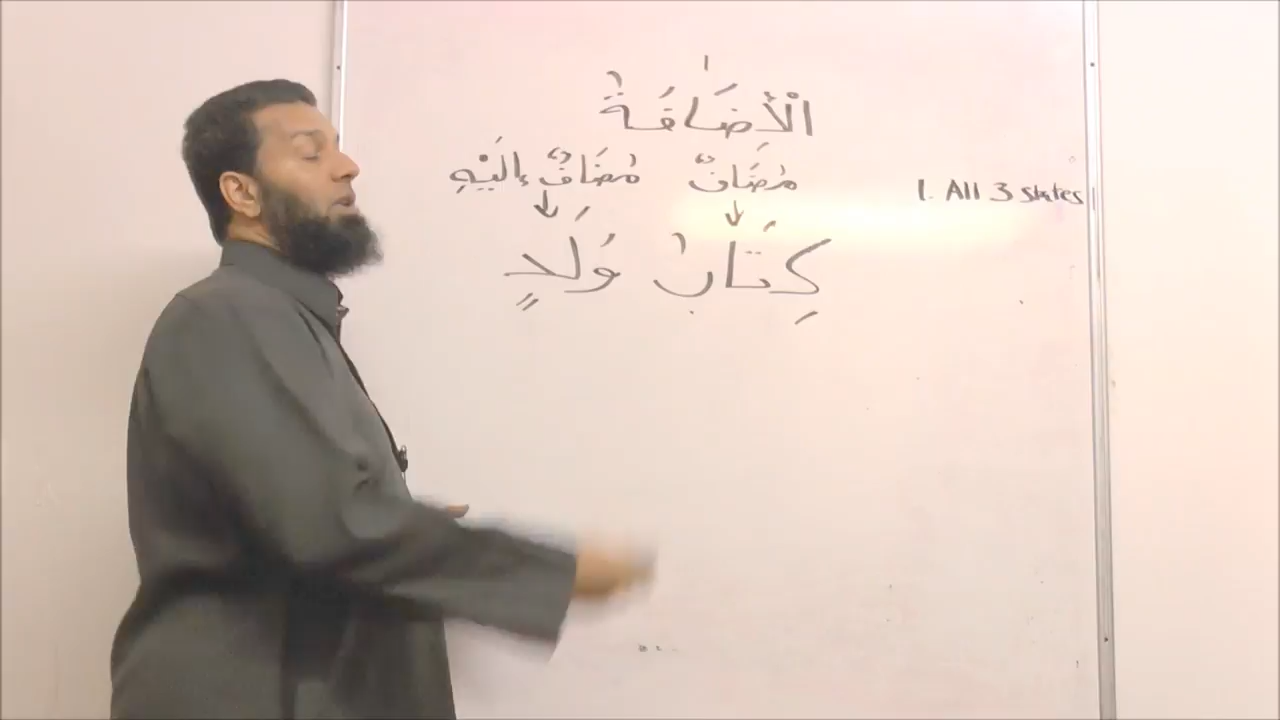 الْإِضَافَةُ
مُضَافٌ مُضَافٌ إِلَيْهِ
1. All 3 states
كِتَابُ وَلَدٍ